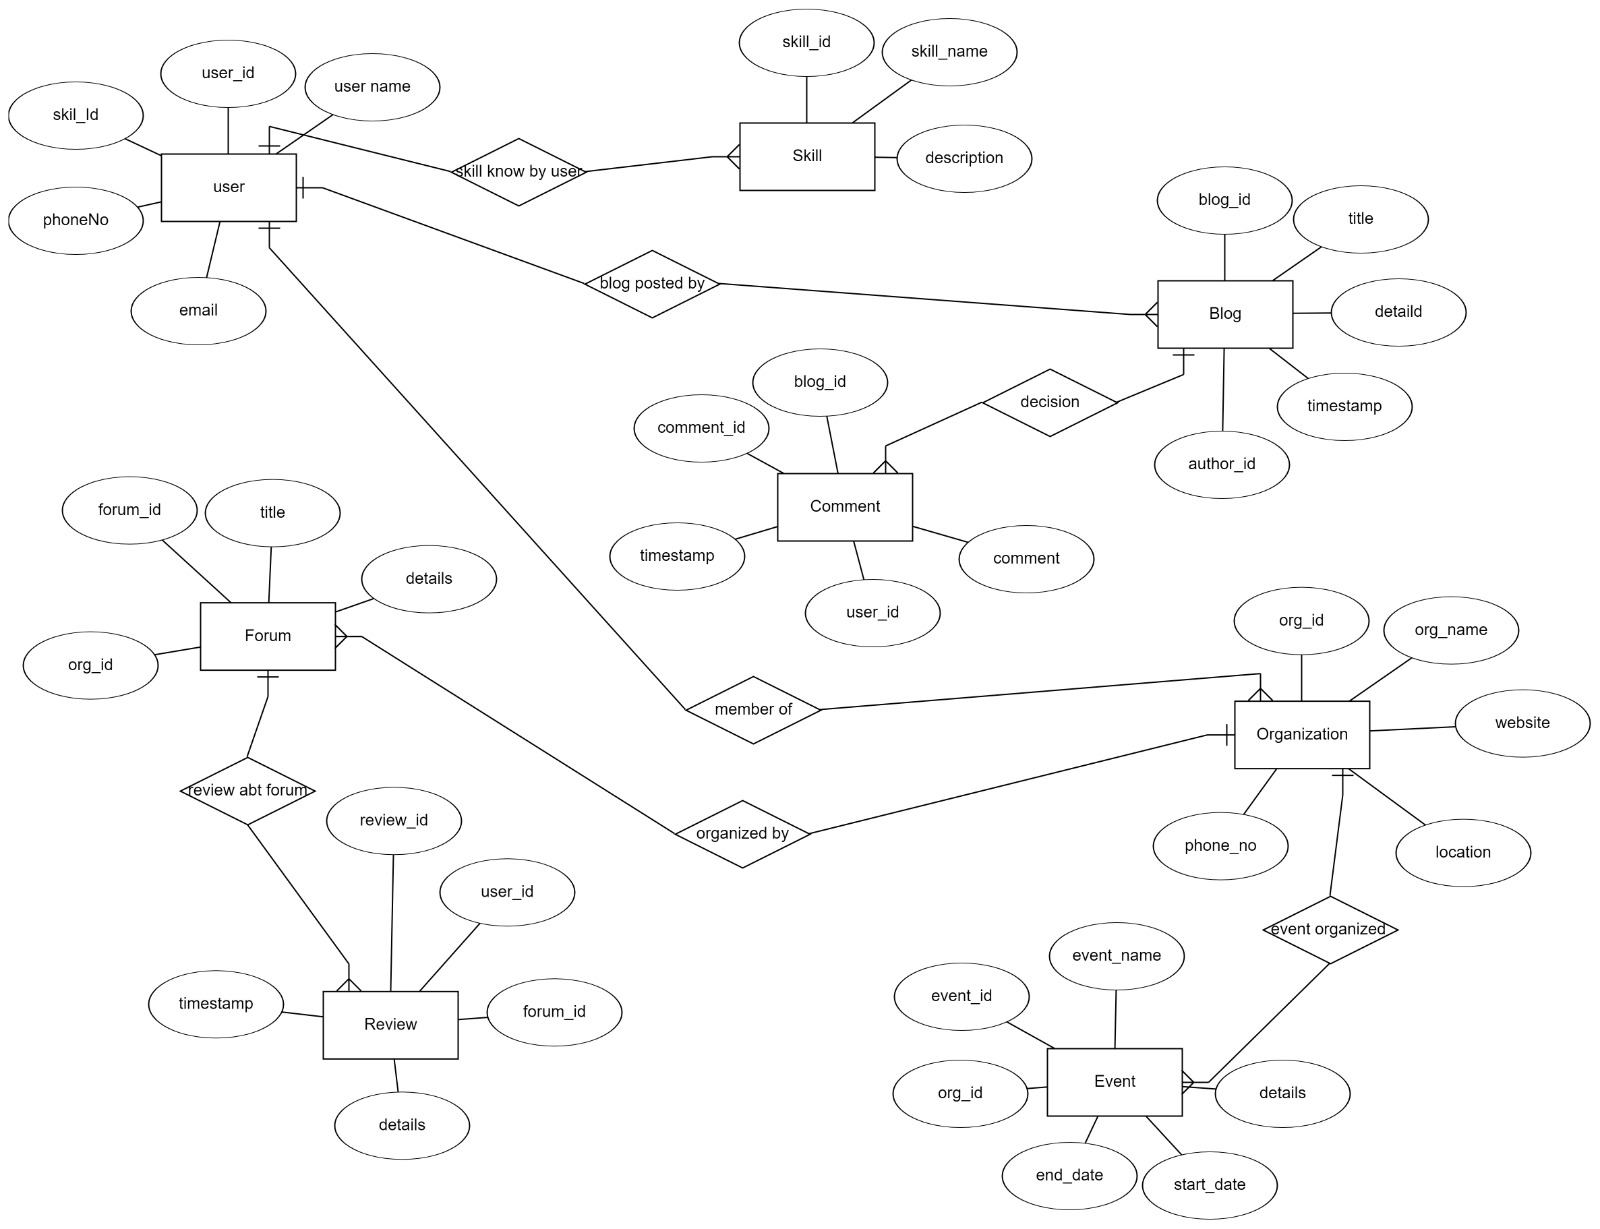 skill_id
skill_name
user_id
user name
skil_Id
Skill
description
skill know by user
user
phoneNo
email
blog_id
title
blog posted by
Blog
detaild
timestamp
author_id
decision
blog_id
comment_id
Comment
timestamp
comment
user_id
forum_id
title
details
Forum
org_id
org_id
org_name
website
member of
Organization
organized by
phone_no
location
review abt forum
review_id
user_id
event organized
event_name
event_id
timestamp
forum_id
Review
details
Event
org_id
details
end_date
start_date